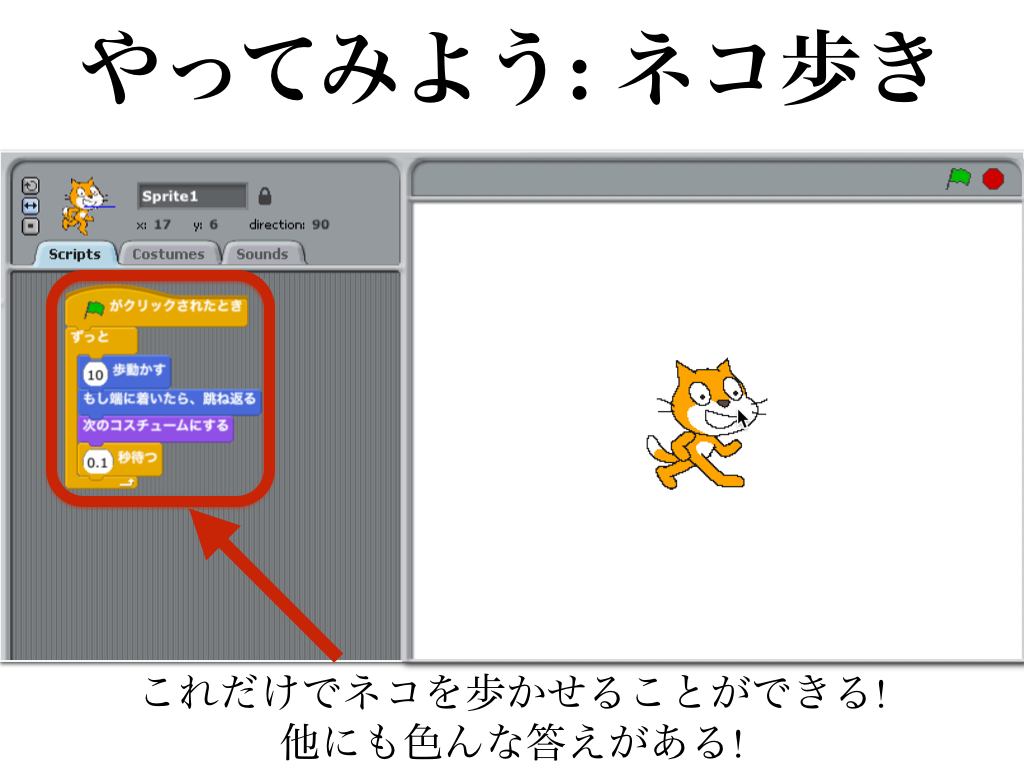 やってみよう: ネコ歩き
Sprite1
x: 17 y: 6 direction: 90
Scripts Costumes Sounds
がクリックされたとき
ずっと
10 歩動かす
もし端に着いたら、跳ね返る
次のコスチュームにする
0.1 秒待つ
これだけでネコを歩かせることができる!
他にも色んな答えがある!